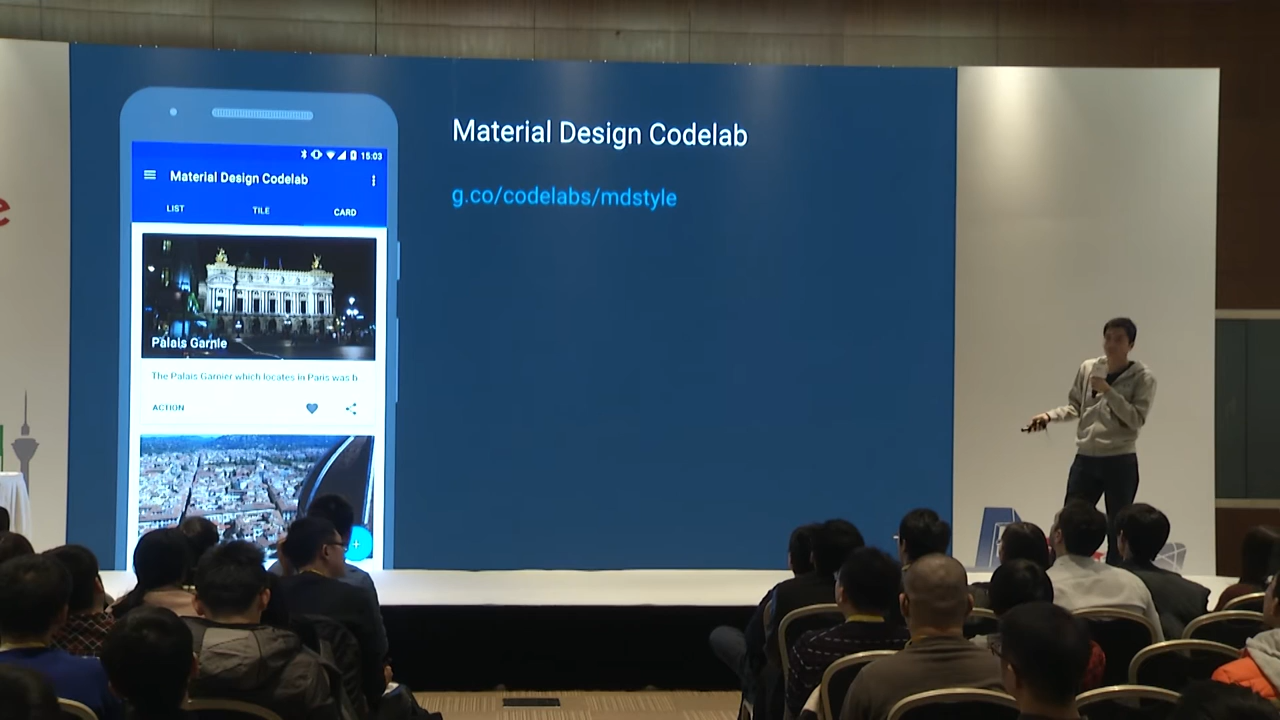 Material Design Codelab
g.co/codelabs/mdstyle
15:03
Material Design Codelab
LIST TILE CARD
Palais Garnie
The Palais Garnier which locates in Paris was b
ACTION
e